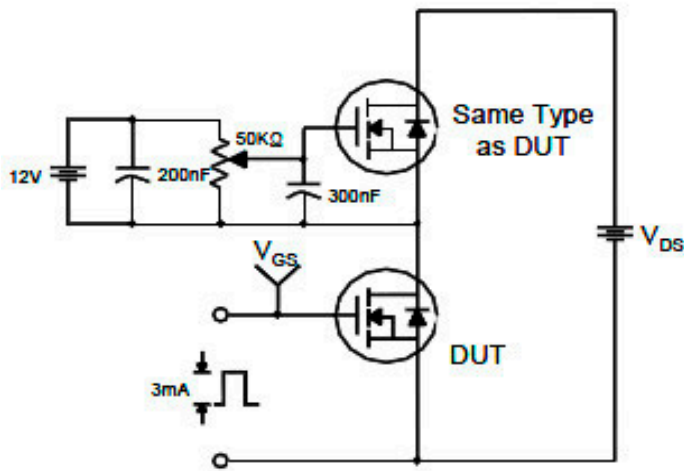 Same Type
as DUT
50KΩ
12V
200nF
300nF
VGS
VDS
DUT
3mA